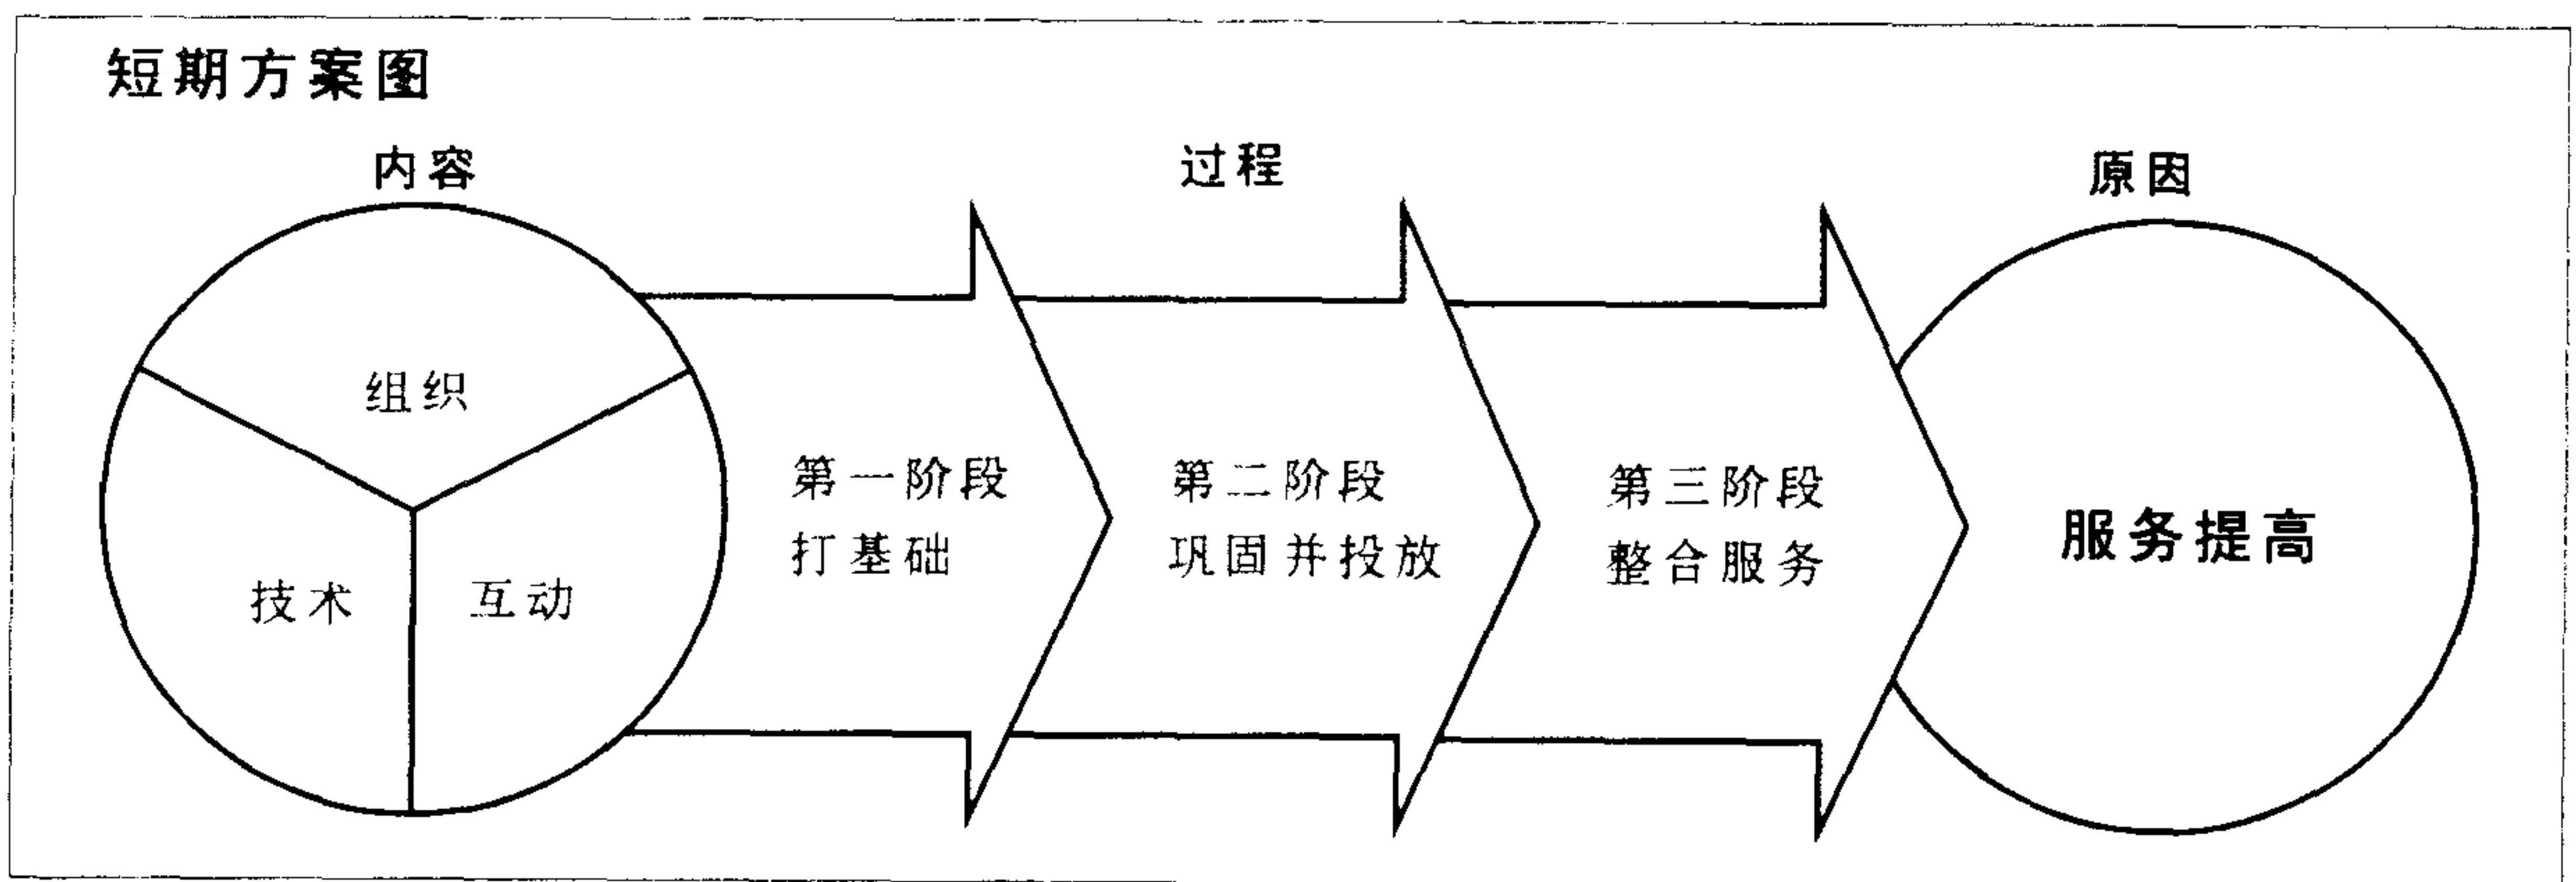 短期方案图
内容
过程
原因
组织
技术
互动
第一阶段
打基础
第二阶段
巩固并投放
第三阶段
整合服务
服务提高